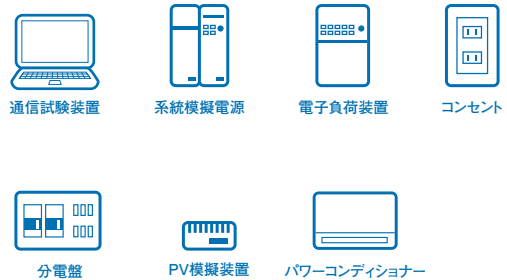 通信試験装置
系統模擬電源
電子負荷装置
コンセント
分電盤
PV模擬装置
パワーコンディショナー